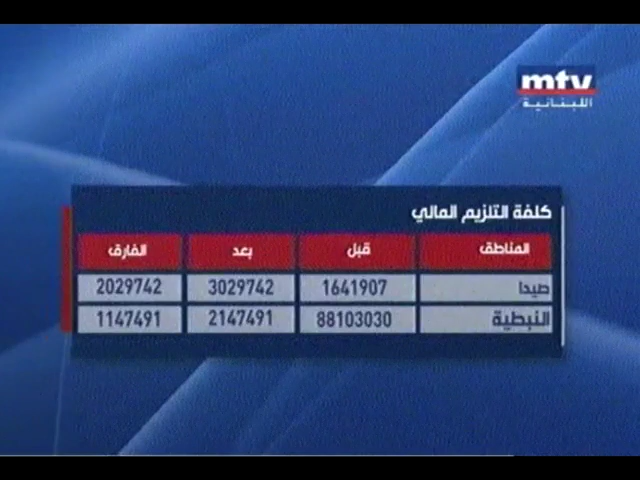 mtv
اللبنانية
كلفة التلزيم المالي
المناطق قبل بعد الفارق
صيدا 1641907 3029742 2029742
النبطية 88103030 2147491 1147491